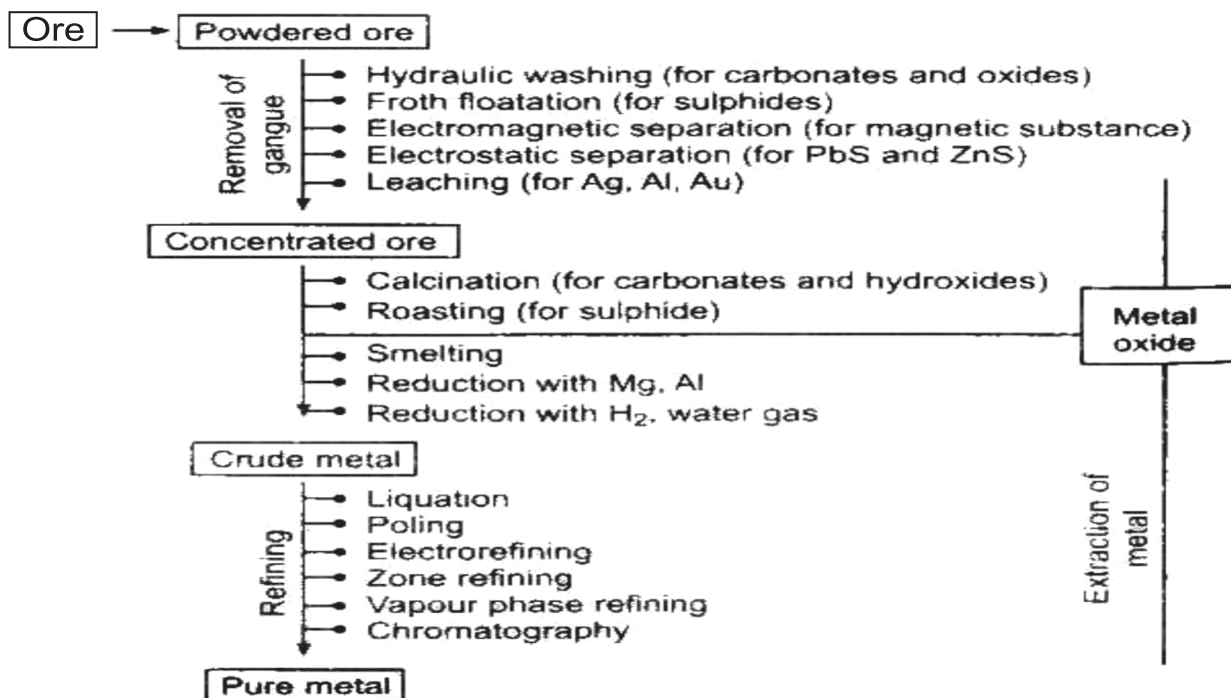 Ore
Powdered ore
Removal of
gangue
Hydraulic washing (for carbonates and oxides)
Froth floatation (for sulphides)
Electromagnetic separation (for magnetic substance)
Electrostatic separation (for PbS and ZnS)
Leaching (for Ag, Al, Au)
Concentrated ore
Calcination (for carbonates and hydroxides)
Roasting (for sulphide)
Metal
oxide
Smelting
Reduction with Mg, Al
Reduction with H₂, water gas
Crude metal
Extraction of
metal
Refining
Liquation
Poling
Electrorefining
Zone refining
Vapour phase refining
Chromatography
Pure metal